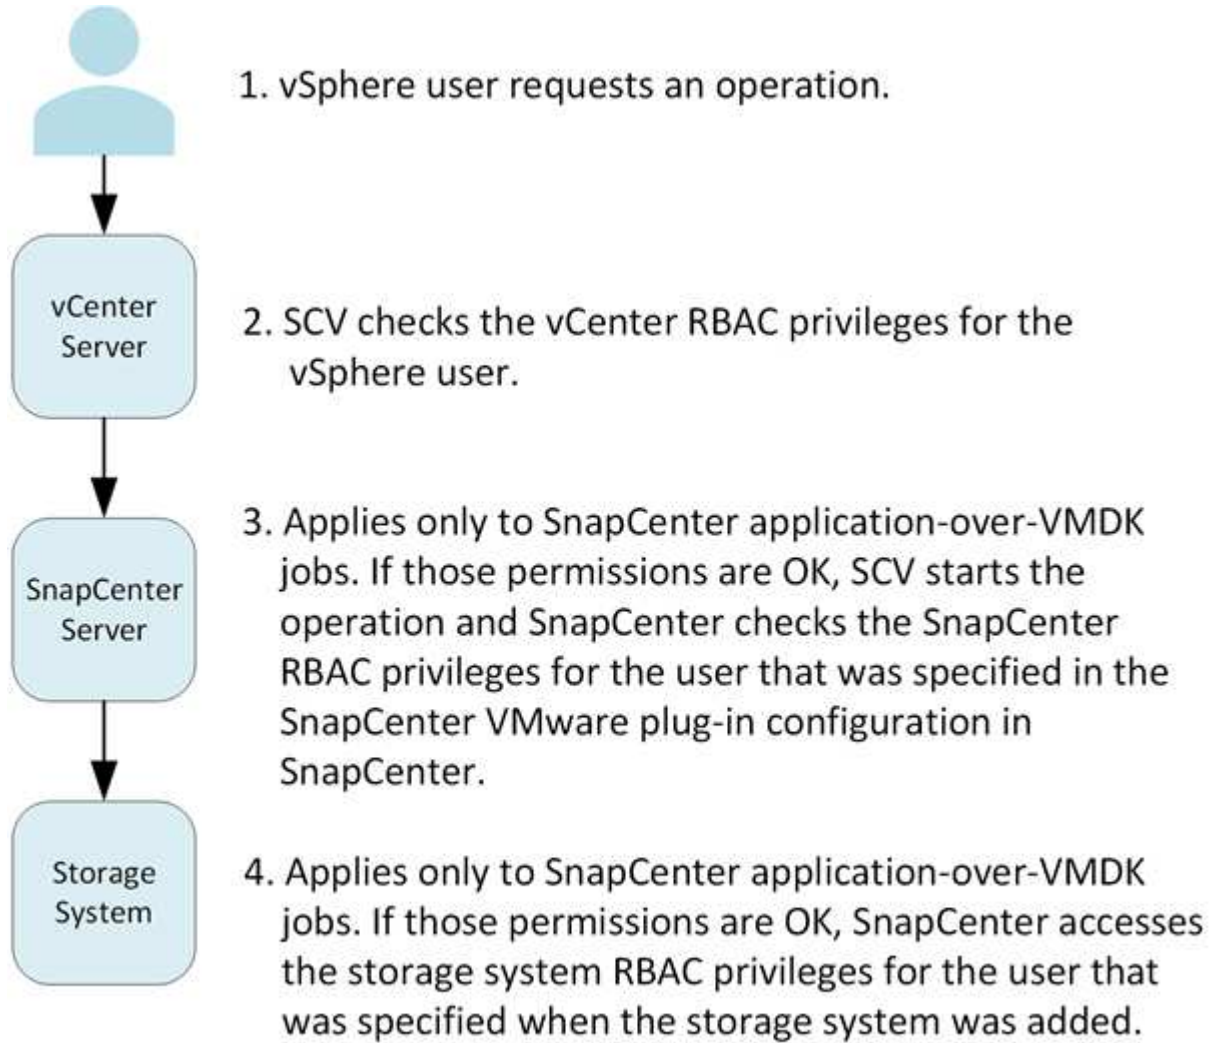 1. vSphere user requests an operation.
vCenter
Server
2. SCV checks the vCenter RBAC privileges for the
vSphere user.
SnapCenter
Server
3. Applies only to SnapCenter application-over-VMDK
jobs. If those permissions are OK, SCV starts the
operation and SnapCenter checks the SnapCenter
RBAC privileges for the user that was specified in the
SnapCenter VMware plug-in configuration in
SnapCenter.
Storage
System
4. Applies only to SnapCenter application-over-VMDK
jobs. If those permissions are OK, SnapCenter accesses
the storage system RBAC privileges for the user that
was specified when the storage system was added.